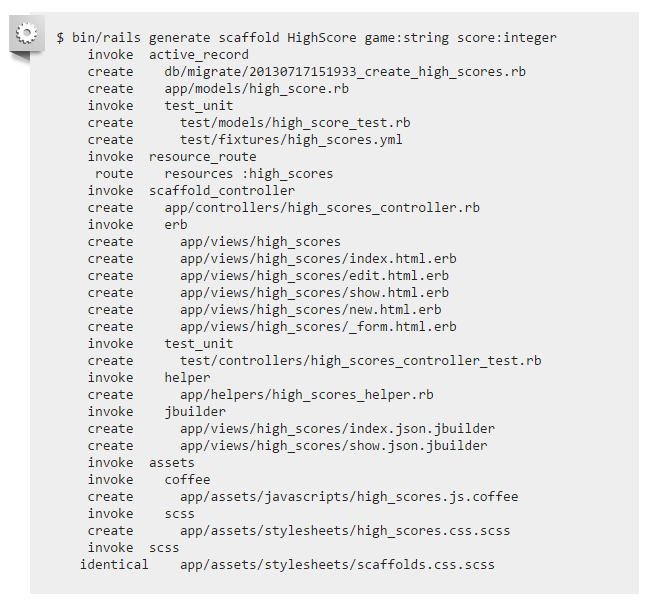 $ bin/rails generate scaffold HighScore game:string score:integer
    invoke  active_record
    create    db/migrate/20130717151933_create_high_scores.rb
    create    app/models/high_score.rb
    invoke    test_unit
    create      test/models/high_score_test.rb
    create      test/fixtures/high_scores.yml
    invoke  resource_route
     route    resources :high_scores
    invoke  scaffold_controller
    create    app/controllers/high_scores_controller.rb
    invoke    erb
    create      app/views/high_scores
    create      app/views/high_scores/index.html.erb
    create      app/views/high_scores/edit.html.erb
    create      app/views/high_scores/show.html.erb
    create      app/views/high_scores/new.html.erb
    create      app/views/high_scores/_form.html.erb
    invoke    test_unit
    create      test/controllers/high_scores_controller_test.rb
    invoke    helper
    create      app/helpers/high_scores_helper.rb
    invoke    jbuilder
    create      app/views/high_scores/index.json.jbuilder
    create      app/views/high_scores/show.json.jbuilder
    invoke  assets
    invoke    coffee
    create      app/assets/javascripts/high_scores.js.coffee
    invoke    scss
    create      app/assets/stylesheets/high_scores.css.scss
    invoke  scss
   identical    app/assets/stylesheets/scaffolds.css.scss